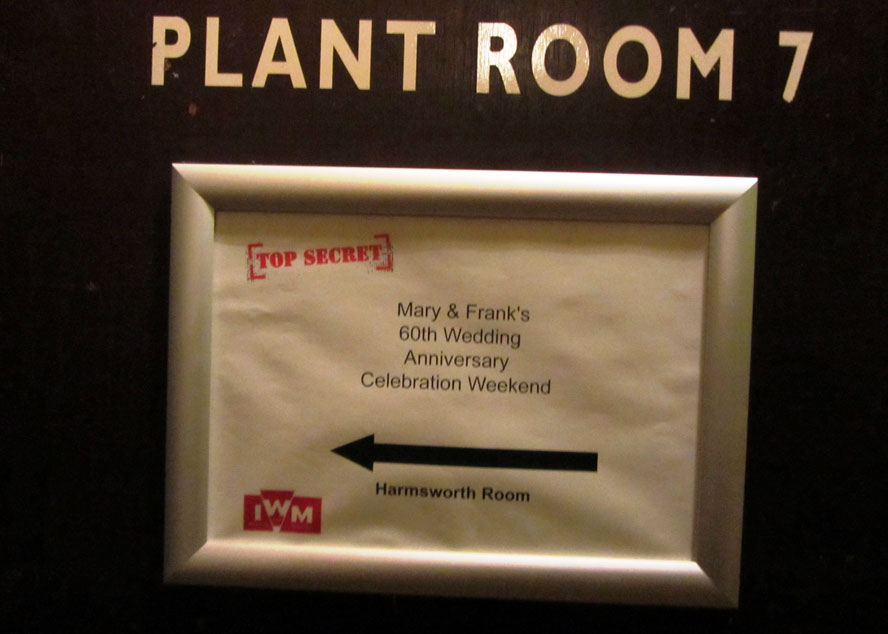 PLANT ROOM 7
TOP SECRET
Mary & Frank's
60th Wedding
Anniversary
Celebration Weekend
Harmsworth Room
IWM